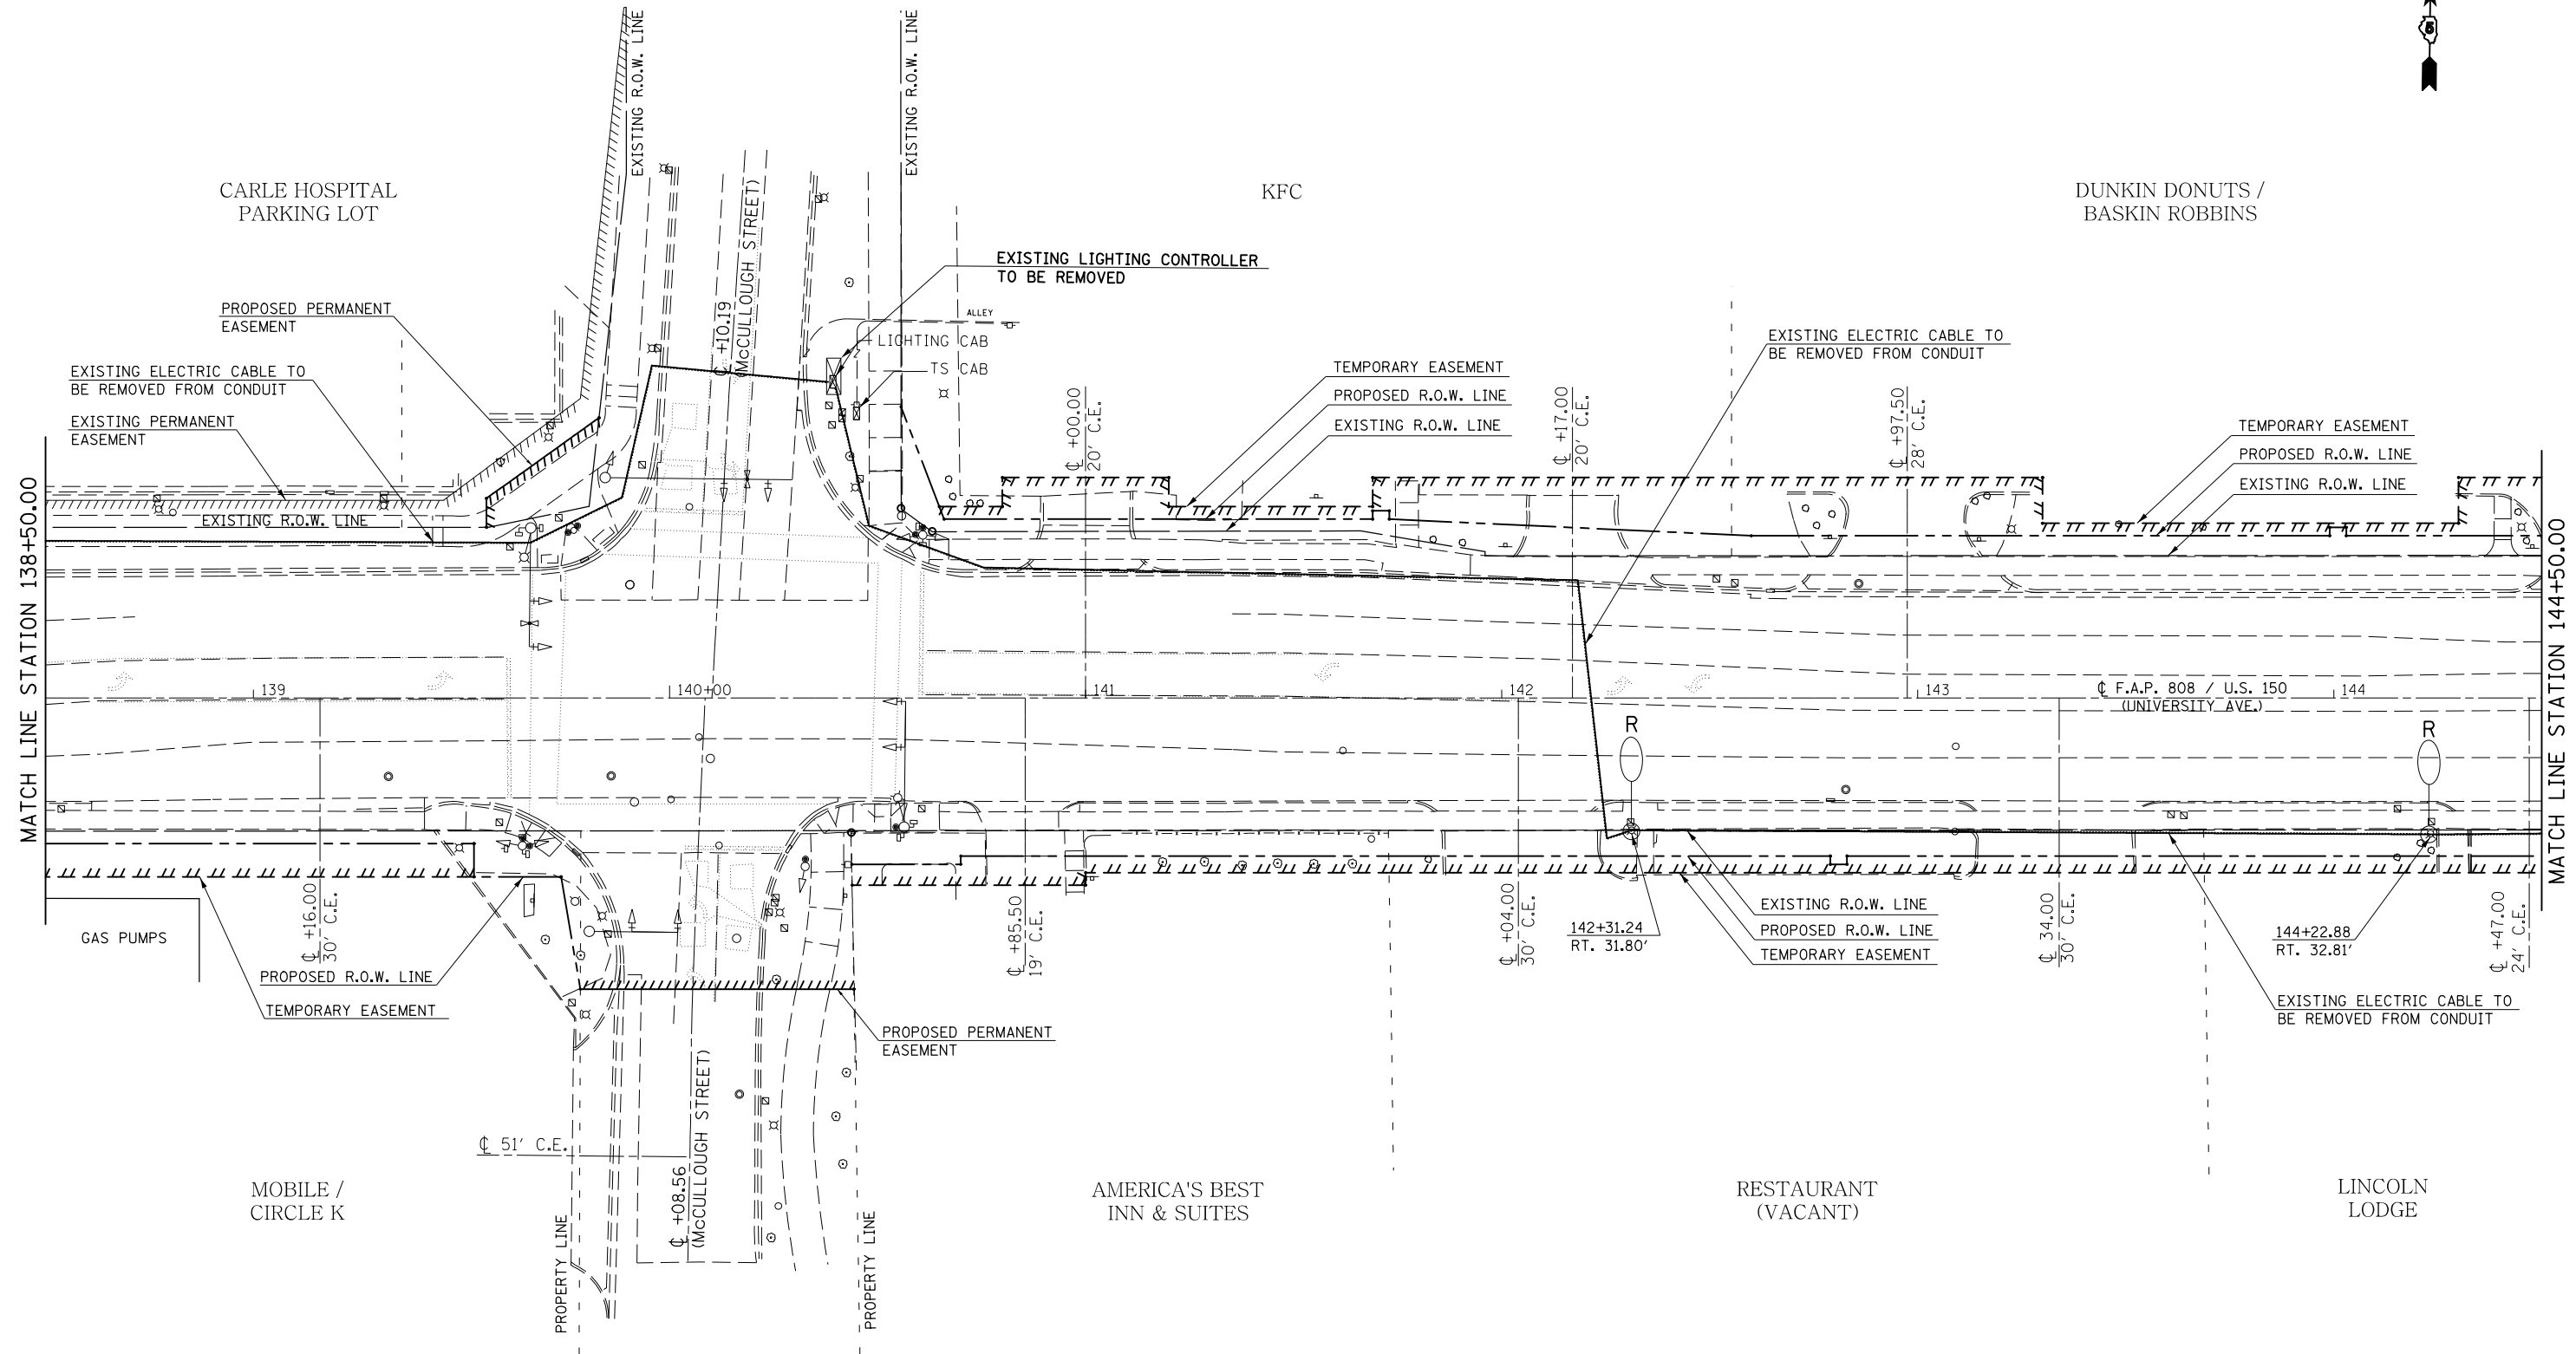 5
EXISTING R.O.W. LINE
EXISTING R.O.W. LINE
CARLE HOSPITAL
PARKING LOT
KFC
DUNKIN DONUTS /
BASKIN ROBBINS
℄ +10.19
(McCULLOUGH STREET)
EXISTING LIGHTING CONTROLLER
TO BE REMOVED
PROPOSED PERMANENT
EASEMENT
ALLEY
LIGHTING CAB
TS CAB
EXISTING ELECTRIC CABLE TO
BE REMOVED FROM CONDUIT
EXISTING PERMANENT
EASEMENT
EXISTING R.O.W. LINE
TEMPORARY EASEMENT
PROPOSED R.O.W. LINE
EXISTING R.O.W. LINE
EXISTING ELECTRIC CABLE TO
BE REMOVED FROM CONDUIT
℄ +00.00
20' C.E.
℄ +17.00
20' C.E.
℄ +97.50
28' C.E.
TEMPORARY EASEMENT
PROPOSED R.O.W. LINE
EXISTING R.O.W. LINE
MATCH LINE STATION 138+50.00
MATCH LINE STATION 144+50.00
139
140+00
141
142
143
℄ F.A.P. 808 / U.S. 150
(UNIVERSITY AVE.)
144
R
R
GAS PUMPS
℄ +16.00
30' C.E.
℄ +85.50
19' C.E.
℄ +04.00
30' C.E.
142+31.24
RT. 31.80'
EXISTING R.O.W. LINE
PROPOSED R.O.W. LINE
TEMPORARY EASEMENT
℄ 34.00
30' C.E.
144+22.88
RT. 32.81'
℄ +47.00
24' C.E.
PROPOSED R.O.W. LINE
TEMPORARY EASEMENT
PROPOSED PERMANENT
EASEMENT
EXISTING ELECTRIC CABLE TO
BE REMOVED FROM CONDUIT
℄ 51' C.E.
℄ +08.56
(McCULLOUGH STREET)
MOBILE /
CIRCLE K
PROPERTY LINE
PROPERTY LINE
AMERICA'S BEST
INN & SUITES
RESTAURANT
(VACANT)
LINCOLN
LODGE